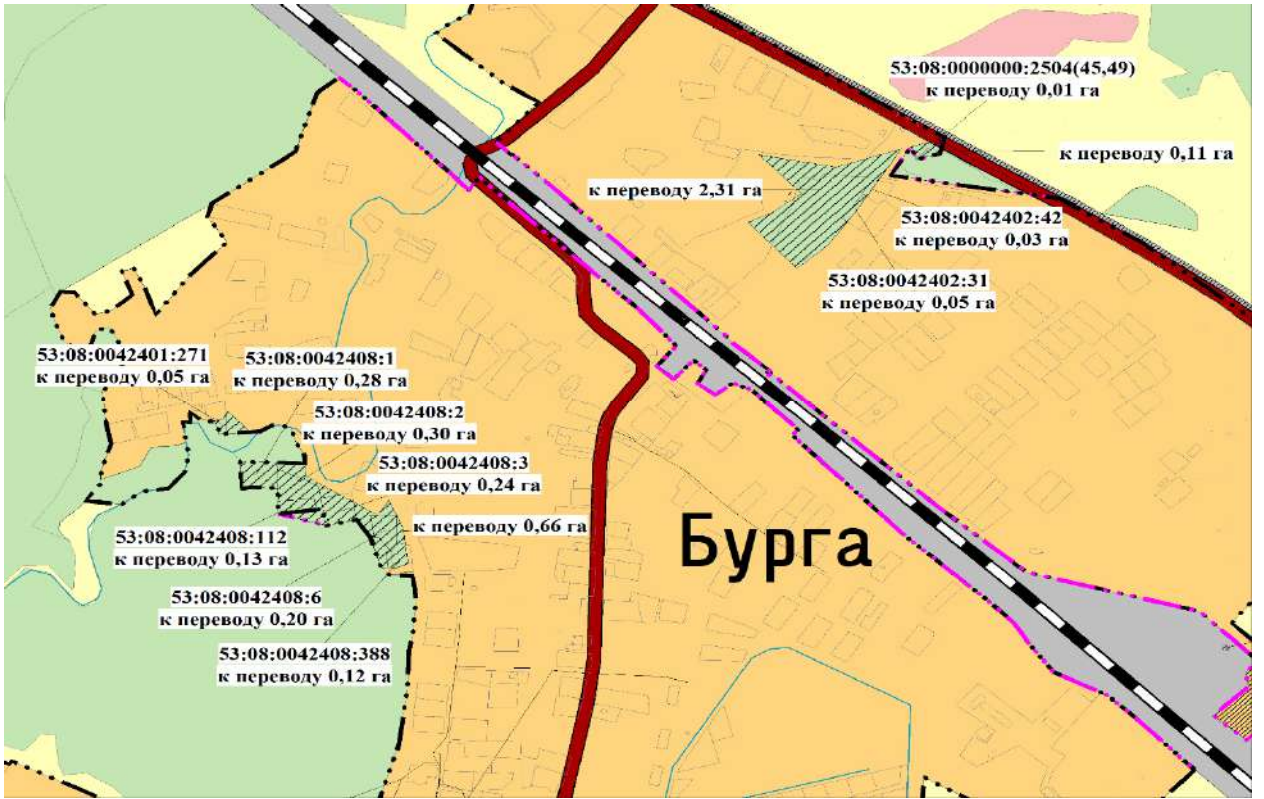 53:08:0000000:2504(45,49)
к переводу 0,01 га
к переводу 0,11 га
к переводу 2,31 га
53:08:0042402:42
к переводу 0,03 га
53:08:0042402:31
к переводу 0,05 га
53:08:0042401:271
к переводу 0,05 га
53:08:0042408:1
к переводу 0,28 га
53:08:0042408:2
к переводу 0,30 га
53:08:0042408:3
к переводу 0,24 га
к переводу 0,66 га
53:08:0042408:112
к переводу 0,13 га
53:08:0042408:6
к переводу 0,20 га
53:08:0042408:388
к переводу 0,12 га
Бурга